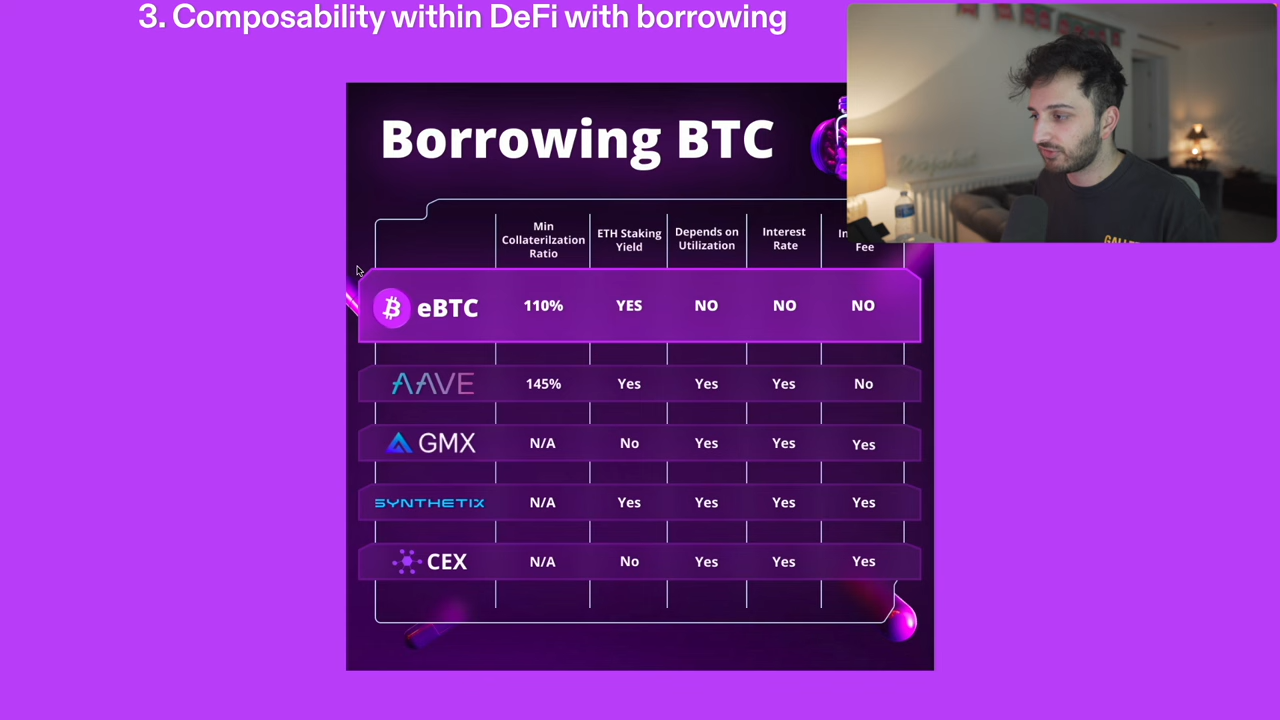 3. Composability within DeFi with borrowing
Borrowing BTC
Min Collaterilzation Ratio
ETH Staking Yield
Depends on Utilization
Interest Rate
Fee
eBTC 110% YES NO NO NO
AAVE 145% Yes Yes Yes No
GMX N/A No Yes Yes Yes
SYNTHETIX N/A Yes Yes Yes Yes
CEX N/A No Yes Yes Yes